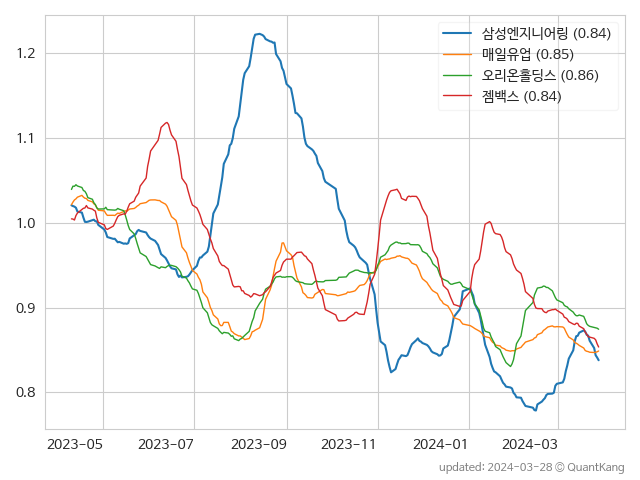 삼성엔지니어링 (0.84)
매일유업 (0.85)
오리온홀딩스 (0.86)
젬백스 (0.84)
1.2
1.1
1.0
0.9
0.8
2023-05 2023-07 2023-09 2023-11 2024-01 2024-03
updated: 2024-03-28 © QuantKang